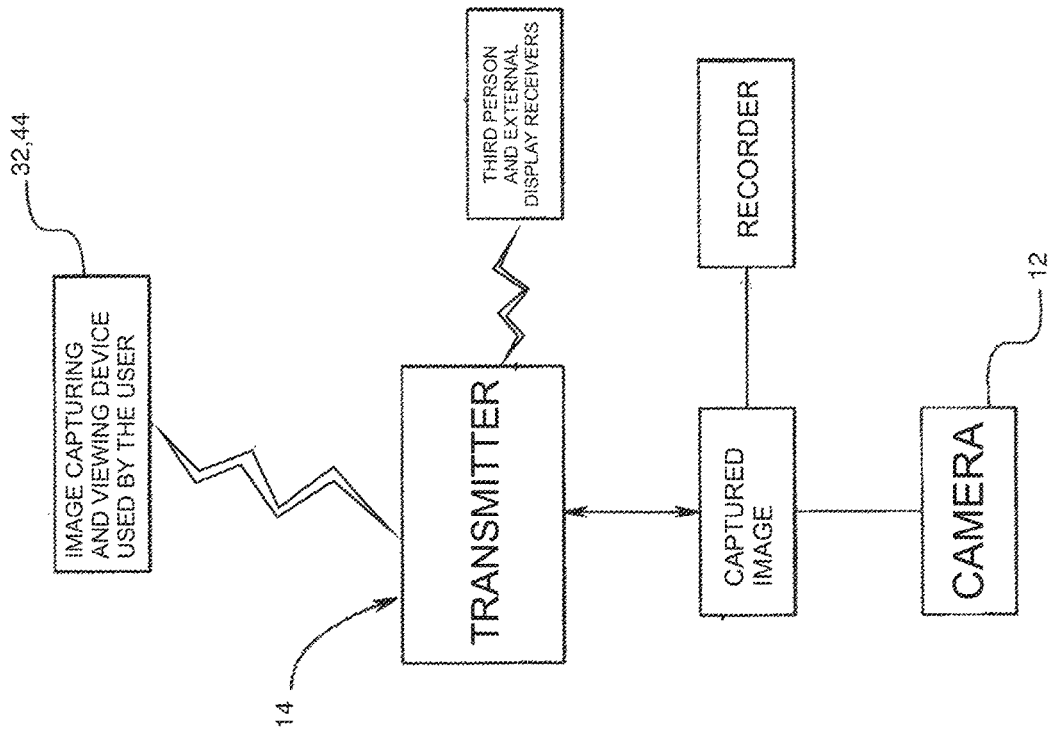 32,44
IMAGE CAPTURING
AND VIEWING DEVICE
USED BY THE USER
THIRD PERSON
AND EXTERNAL
DISPLAY RECEIVERS
14
TRANSMITTER
CAPTURED
IMAGE
RECORDER
CAMERA
12